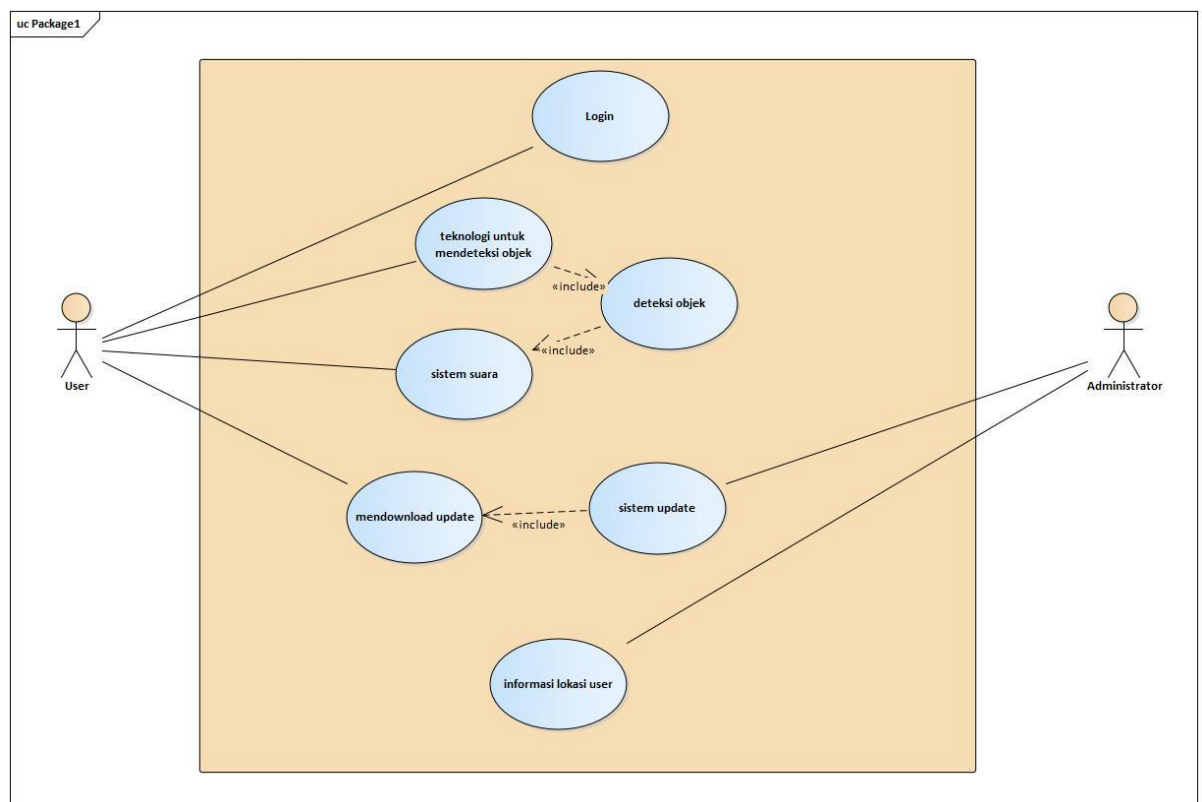 uc Package1
Login
teknologi untuk
mendeteksi objek
«include»
deteksi objek
«include»
sistem suara
User
Administrator
mendownload update
«include»
sistem update
informasi lokasi user